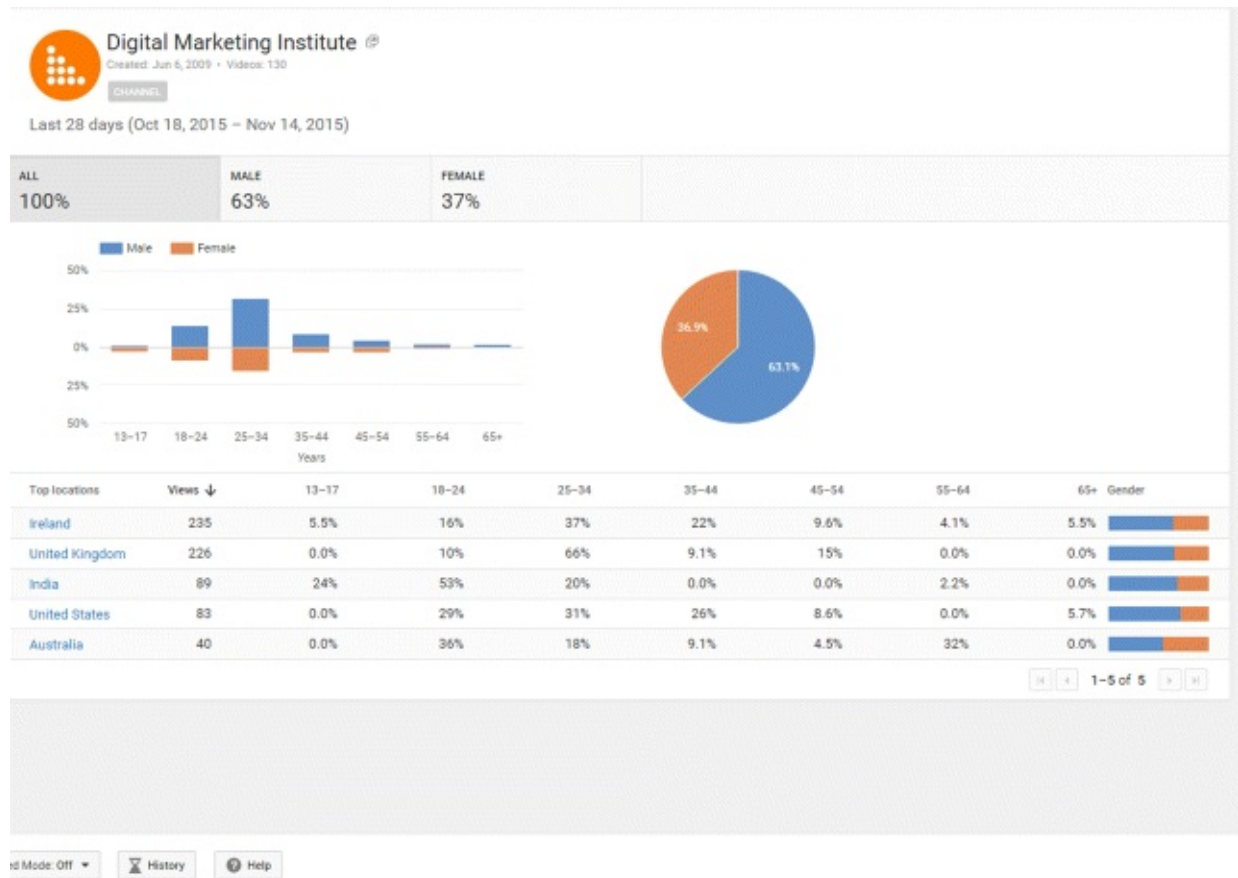 Digital Marketing Institute
Created: Jun 6, 2009 • Videos: 130
CHANNEL
Last 28 days (Oct 18, 2015 – Nov 14, 2015)
ALL MALE FEMALE
100% 63% 37%
Male Female
50%
25%
0%
25%
50%
13–17 18–24 25–34 35–44 45–54 55–64 65+
Years
36.9%
63.1%
Top locations Views 13–17 18–24 25–34 35–44 45–54 55–64 65+ Gender
Ireland 235 5.5% 16% 37% 22% 9.6% 4.1% 5.5%
United Kingdom 226 0.0% 10% 66% 9.1% 15% 0.0% 0.0%
India 89 24% 53% 20% 0.0% 0.0% 2.2% 0.0%
United States 83 0.0% 29% 31% 26% 8.6% 0.0% 5.7%
Australia 40 0.0% 36% 18% 9.1% 4.5% 32% 0.0%
1–5 of 5
ed Mode: Off History Help